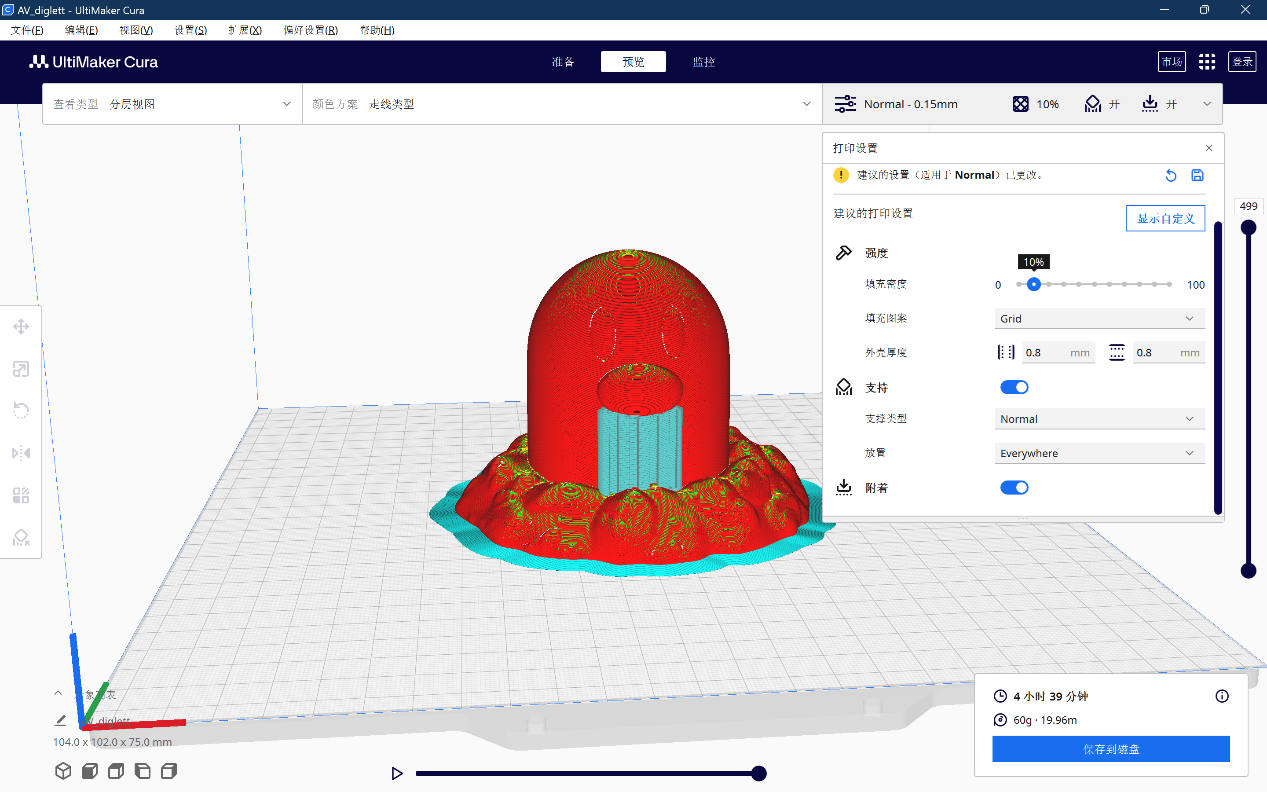 AV_diglett - UltiMaker Cura
文件(F) 编辑(E) 视图(V) 设置(S) 扩展(X) 偏好设置(R) 帮助(H)
UltiMaker Cura 准备 预览 监控 市场 登录
查看类型 分层视图 颜色方案 走线类型 Normal - 0.15mm 10% 开 开
打印设置
建议的设置（适用于 Normal）已更改。
建议的打印设置 显示自定义
499
强度
10%
填充密度 0 100
填充图案 Grid
外壳厚度 0.8 mm 0.8 mm
支持
支撑类型 Normal
放置 Everywhere
附着
象列表
_diglett
104.0 x 102.0 x 75.0 mm
4 小时 39 分钟
60g · 19.96m
保存到磁盘